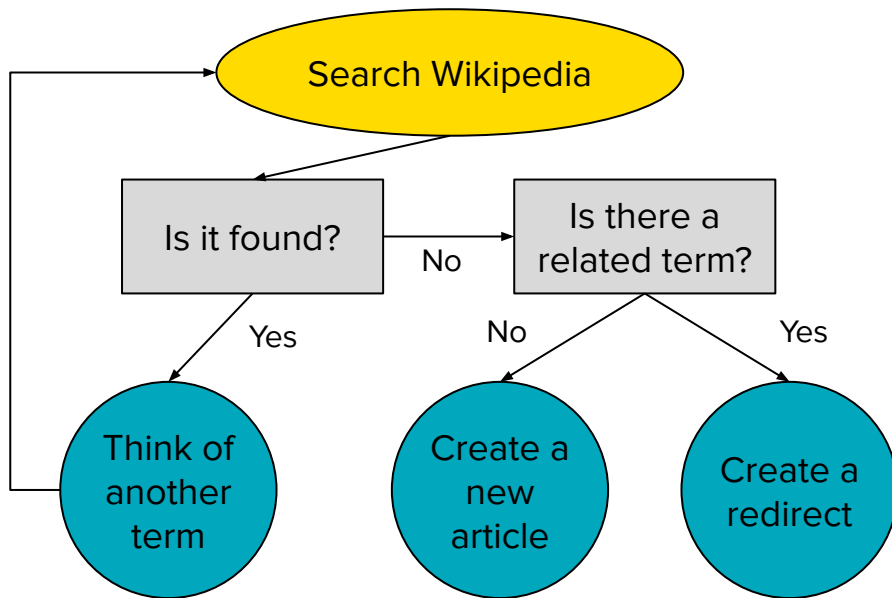 Search Wikipedia
Is it found?
No
Is there a
related term?
Yes
No
Yes
Think of
another
term
Create a
new
article
Create a
redirect